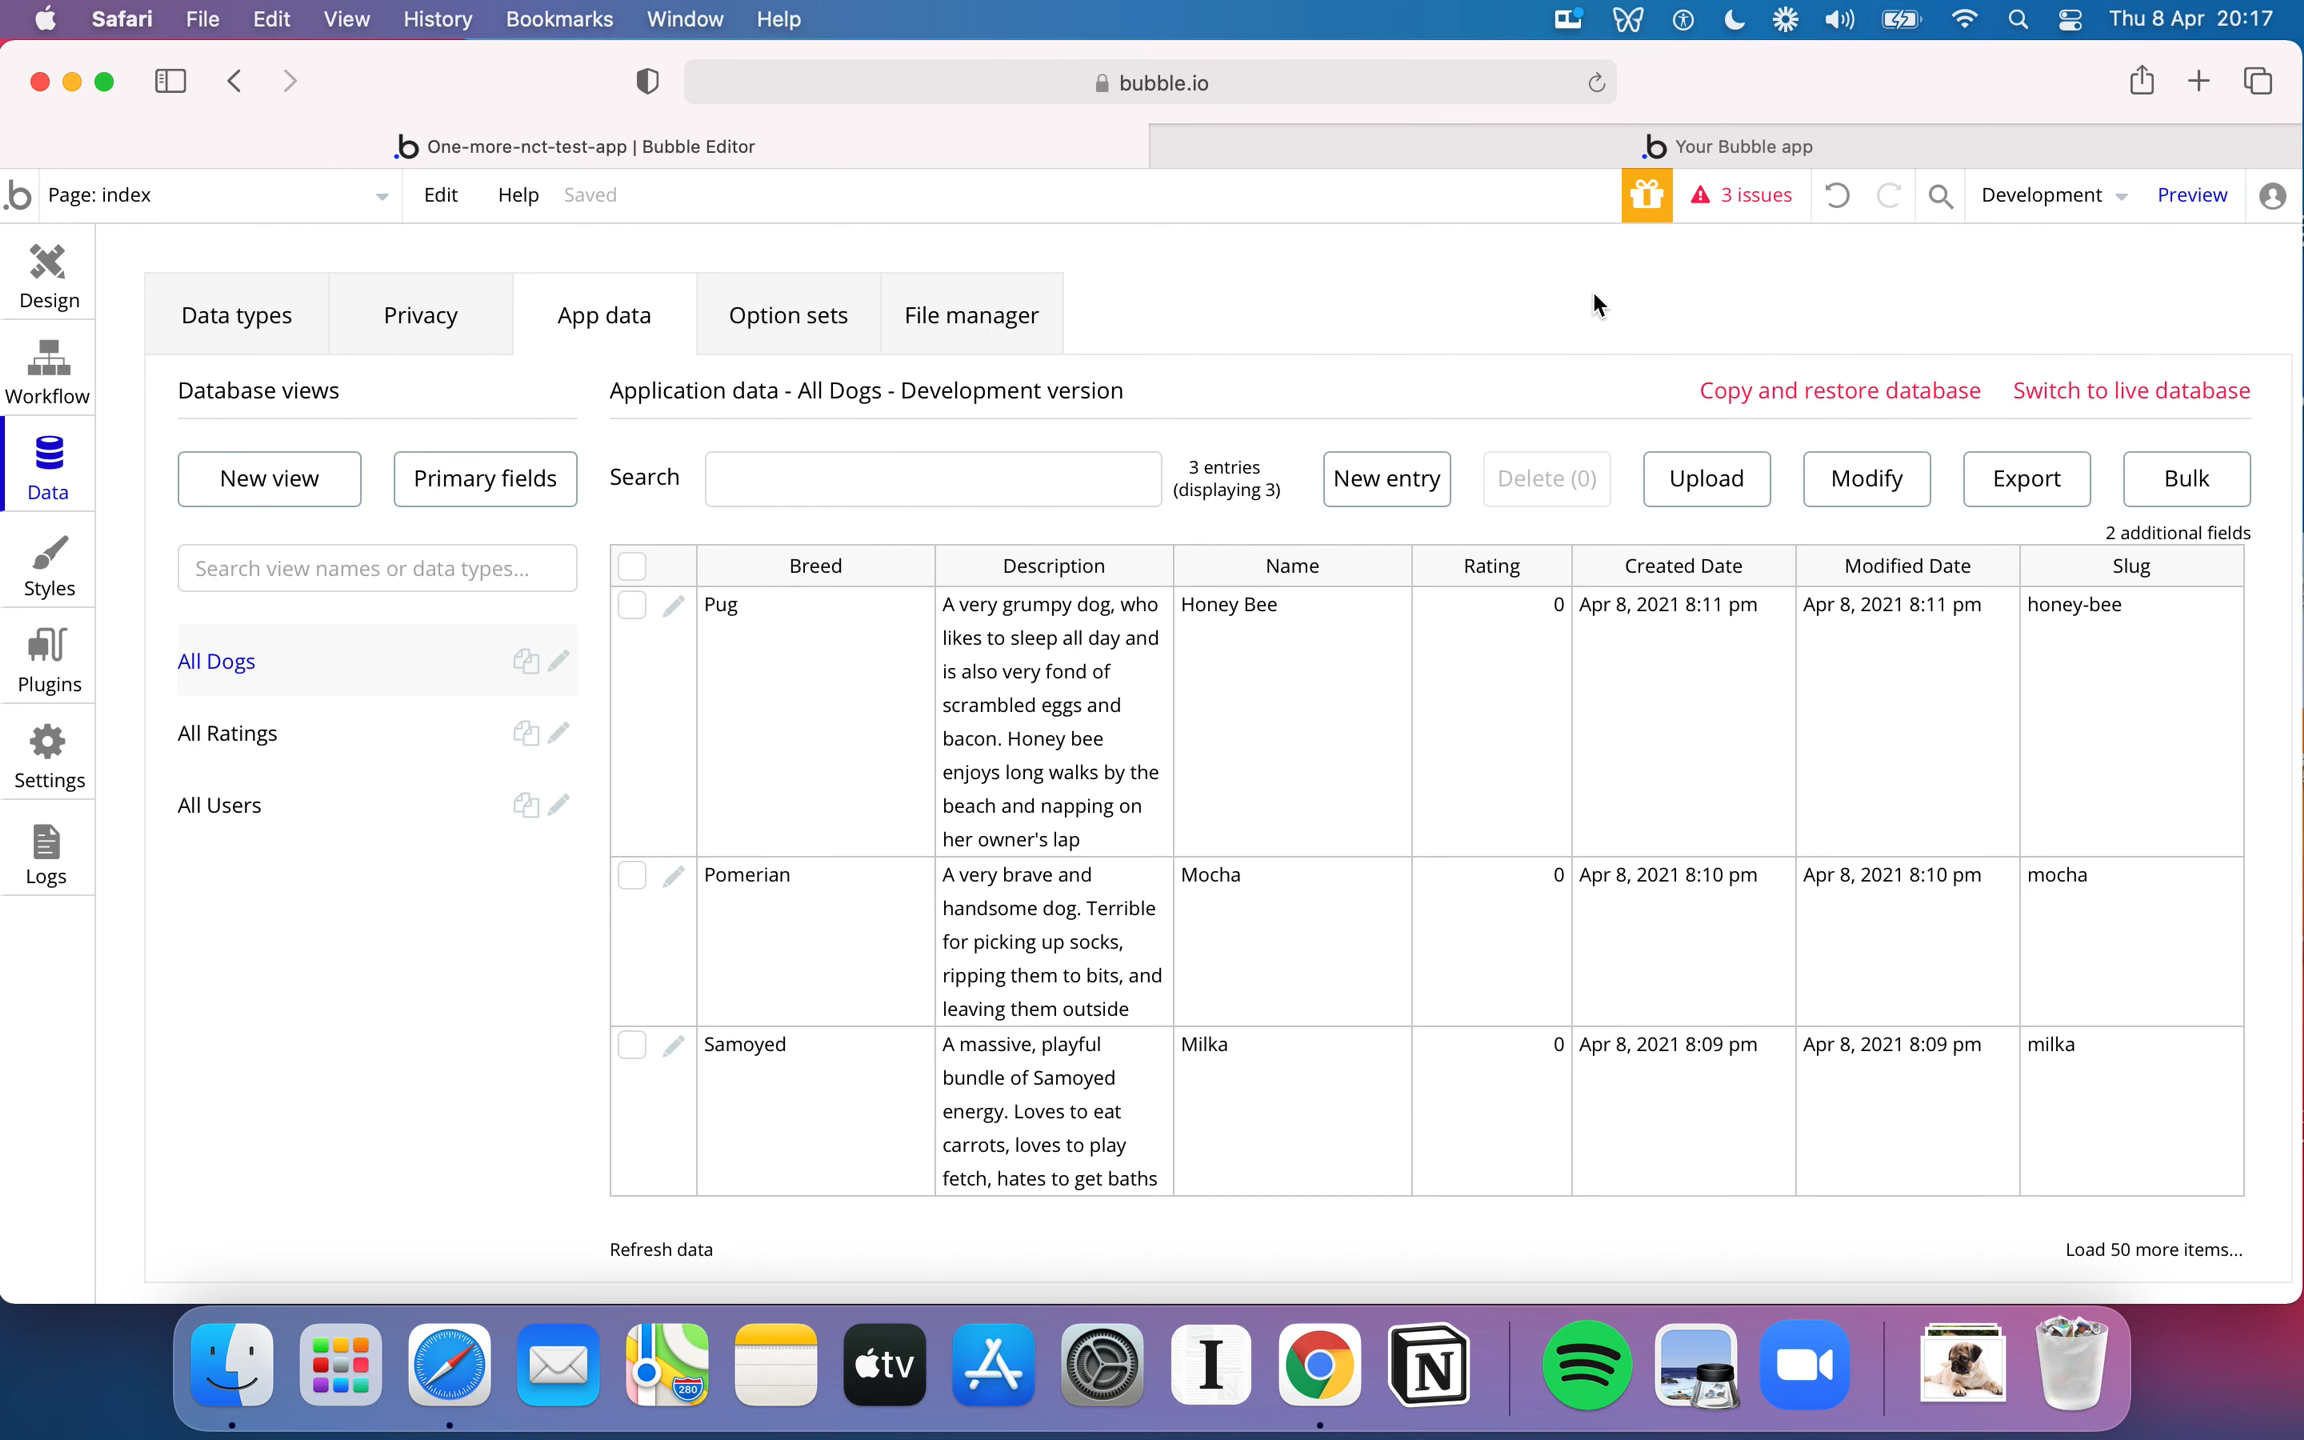 Safari File Edit View History Bookmarks Window Help Thu 8 Apr 20:17
bubble.io
.b One-more-nct-test-app | Bubble Editor
.b Your Bubble app
.b Page: index Edit Help Saved 3 issues Development Preview
Design
Workflow
Data
Styles
Plugins
Settings
Logs
Data types Privacy App data Option sets File manager
Database views
New view Primary fields
Search view names or data types...
All Dogs
All Ratings
All Users
Application data - All Dogs - Development version Copy and restore database Switch to live database
Search
3 entries
(displaying 3)
New entry Delete (0) Upload Modify Export Bulk
2 additional fields
Breed Description Name Rating Created Date Modified Date Slug
Pug A very grumpy dog, who Honey Bee 0 Apr 8, 2021 8:11 pm Apr 8, 2021 8:11 pm honey-bee
likes to sleep all day and
is also very fond of
scrambled eggs and
bacon. Honey bee
enjoys long walks by the
beach and napping on
her owner's lap
Pomerian A very brave and Mocha 0 Apr 8, 2021 8:10 pm Apr 8, 2021 8:10 pm mocha
handsome dog. Terrible
for picking up socks,
ripping them to bits, and
leaving them outside
Samoyed A massive, playful Milka 0 Apr 8, 2021 8:09 pm Apr 8, 2021 8:09 pm milka
bundle of Samoyed
energy. Loves to eat
carrots, loves to play
fetch, hates to get baths
Refresh data Load 50 more items...
280
tv
I
N